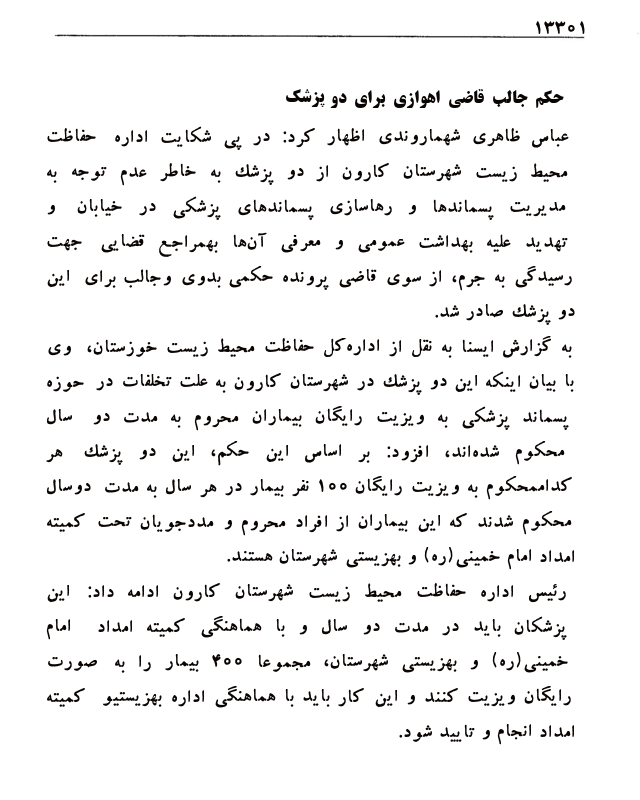 ۱۳۳۰۱
حکم جالب قاضی اهوازی برای دو پزشک
عباس ظاهری شهماروندی اظهار کرد: در پی شکایت اداره حفاظت
محیط زیست شهرستان کارون از دو پزشك به خاطر عدم توجه به
مدیریت پسماندها و رهاسازی پسماندهای پزشکی در خیابان و
تهدید علیه بهداشت عمومی و معرفی آن‌ها بهمراجع قضایی جهت
رسیدگی به جرم، از سوی قاضی پرونده حکمی بدوی وجالب برای این
دو پزشك صادر شد.
به گزارش ایسنا به نقل از اداره‌کل حفاظت محیط زیست خوزستان، وی
با بیان اینکه این دو پزشك در شهرستان کارون به علت تخلفات در حوزه
پسماند پزشکی به ویزیت رایگان بیماران محروم به مدت دو سال
محکوم شده‌اند، افزود: بر اساس این حکم، این دو پزشك هر
کداممحکوم به ویزیت رایگان ۱۰۰ نفر بیمار در هر سال به مدت دوسال
محکوم شدند که این بیماران از افراد محروم و مددجویان تحت کمیته
امداد امام خمینی(ره) و بهزیستی شهرستان هستند.
رئیس اداره حفاظت محیط زیست شهرستان کارون ادامه داد: این
پزشکان باید در مدت دو سال و با هماهنگی کمیته امداد امام
خمینی(ره) و بهزیستی شهرستان، مجموعا ۴۰۰ بیمار را به صورت
رایگان ویزیت کنند و این کار باید با هماهنگی اداره بهزیستیو کمیته
امداد انجام و تایید شود.